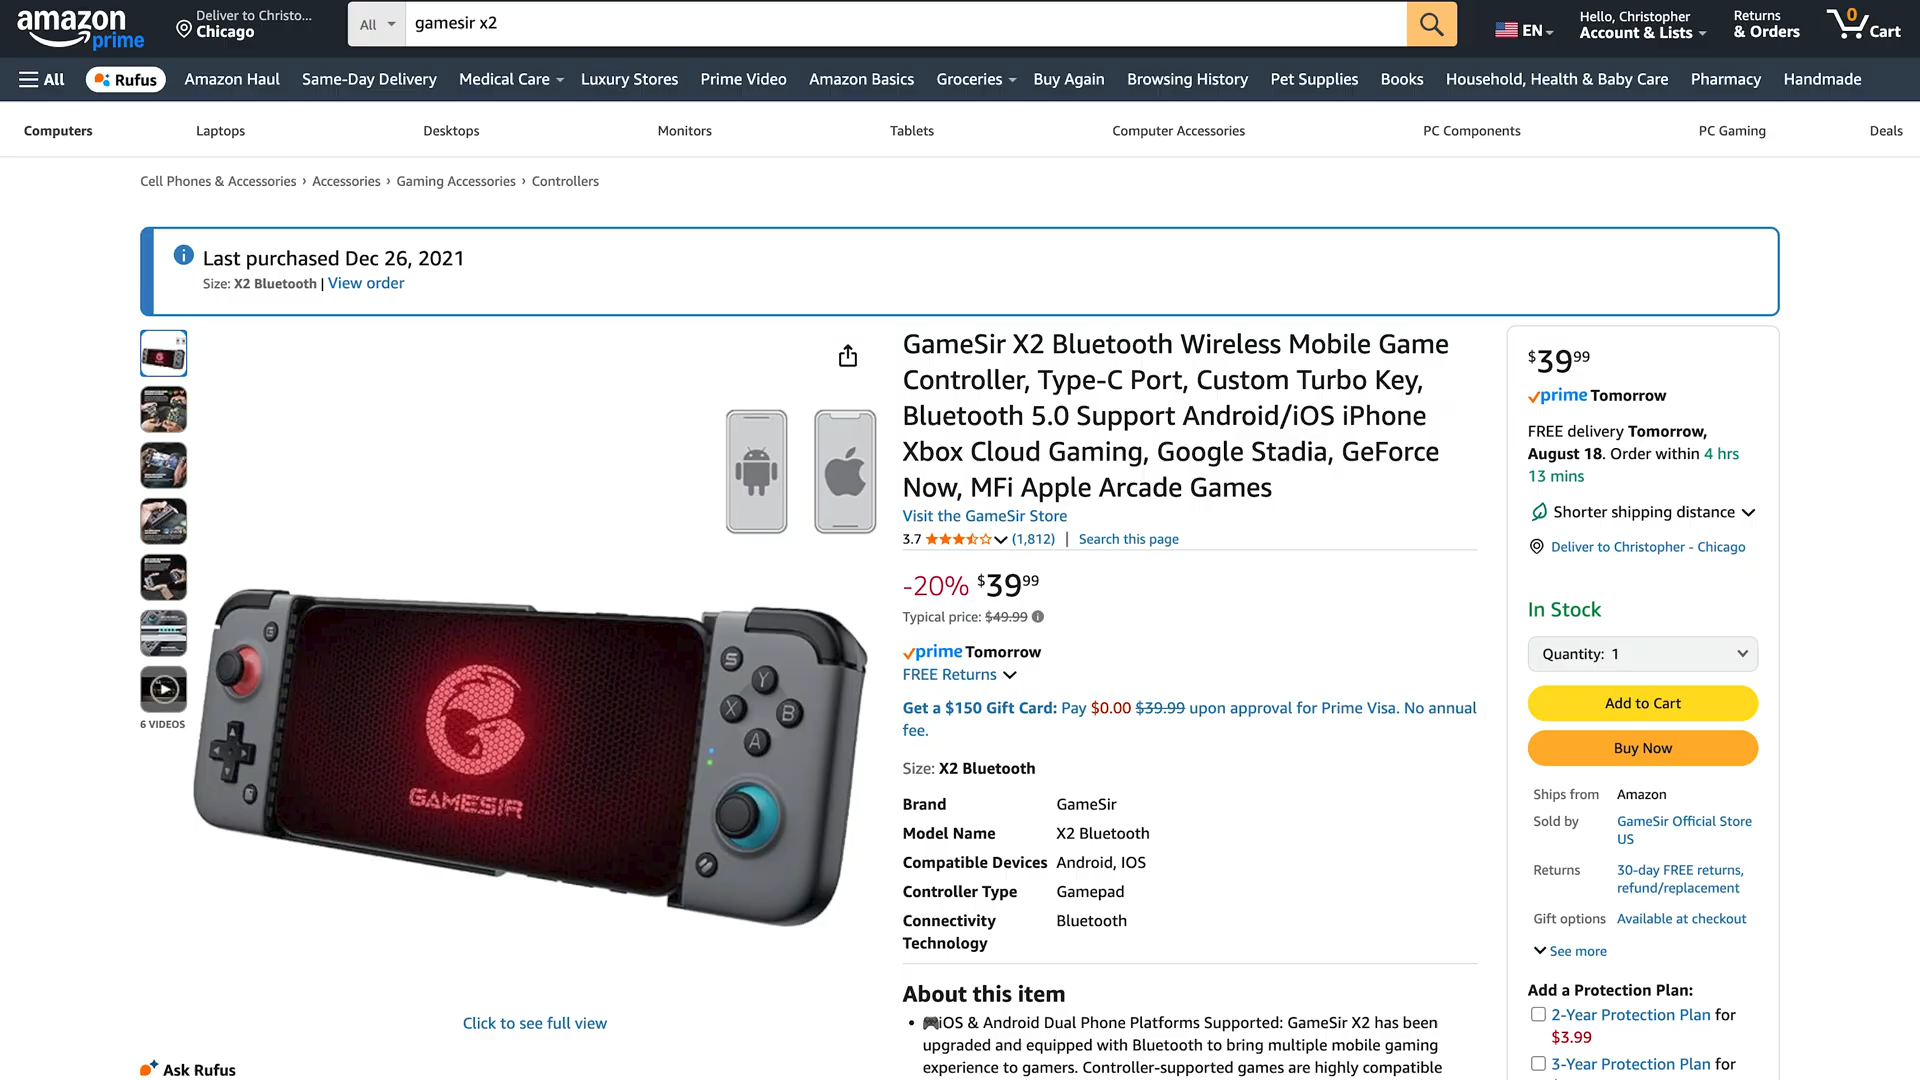 amazon
prime
Deliver to Christo...
Chicago
All
gamesir x2
EN
Hello, Christopher
Account & Lists
Returns
& Orders
0
Cart
All
Rufus
Amazon Haul
Same-Day Delivery
Medical Care
Luxury Stores
Prime Video
Amazon Basics
Groceries
Buy Again
Browsing History
Pet Supplies
Books
Household, Health & Baby Care
Pharmacy
Handmade
Computers
Laptops
Desktops
Monitors
Tablets
Computer Accessories
PC Components
PC Gaming
Deals
Cell Phones & Accessories › Accessories › Gaming Accessories › Controllers
Last purchased Dec 26, 2021
Size: X2 Bluetooth | View order
6 VIDEOS
S
Y
X
B
A
GAMESIR
Click to see full view
Ask Rufus
GameSir X2 Bluetooth Wireless Mobile Game
Controller, Type-C Port, Custom Turbo Key,
Bluetooth 5.0 Support Android/iOS iPhone
Xbox Cloud Gaming, Google Stadia, GeForce
Now, MFi Apple Arcade Games
Visit the GameSir Store
3.7 (1,812) | Search this page
-20% $39 99
Typical price: $49.99
prime Tomorrow
FREE Returns
Get a $150 Gift Card: Pay $0.00 $39.99 upon approval for Prime Visa. No annual
fee.
Size: X2 Bluetooth
Brand GameSir
Model Name X2 Bluetooth
Compatible Devices Android, IOS
Controller Type Gamepad
Connectivity Bluetooth
Technology
About this item
• 🎮iOS & Android Dual Phone Platforms Supported: GameSir X2 has been
upgraded and equipped with Bluetooth to bring multiple mobile gaming
experience to gamers. Controller-supported games are highly compatible
$39 99
prime Tomorrow
FREE delivery Tomorrow,
August 18. Order within 4 hrs
13 mins
Shorter shipping distance
Deliver to Christopher - Chicago
In Stock
Quantity: 1
Add to Cart
Buy Now
Ships from Amazon
Sold by GameSir Official Store
US
Returns 30-day FREE returns,
refund/replacement
Gift options Available at checkout
See more
Add a Protection Plan:
2-Year Protection Plan for
$3.99
3-Year Protection Plan for